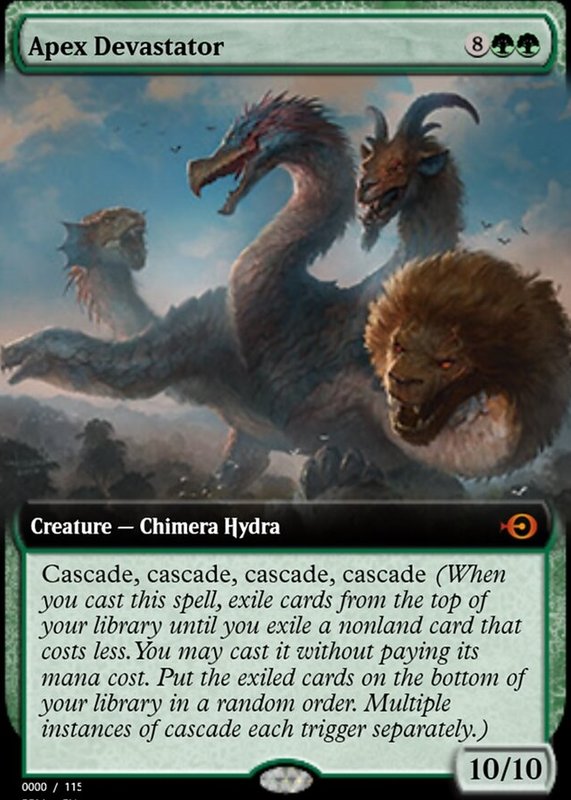 Apex Devastator
8
Creature — Chimera Hydra
Cascade, cascade, cascade, cascade (When
you cast this spell, exile cards from the top of
your library until you exile a nonland card that
costs less.You may cast it without paying its
mana cost. Put the exiled cards on the bottom of
your library in a random order. Multiple
instances of cascade each trigger separately.)
10/10
0000 / 115